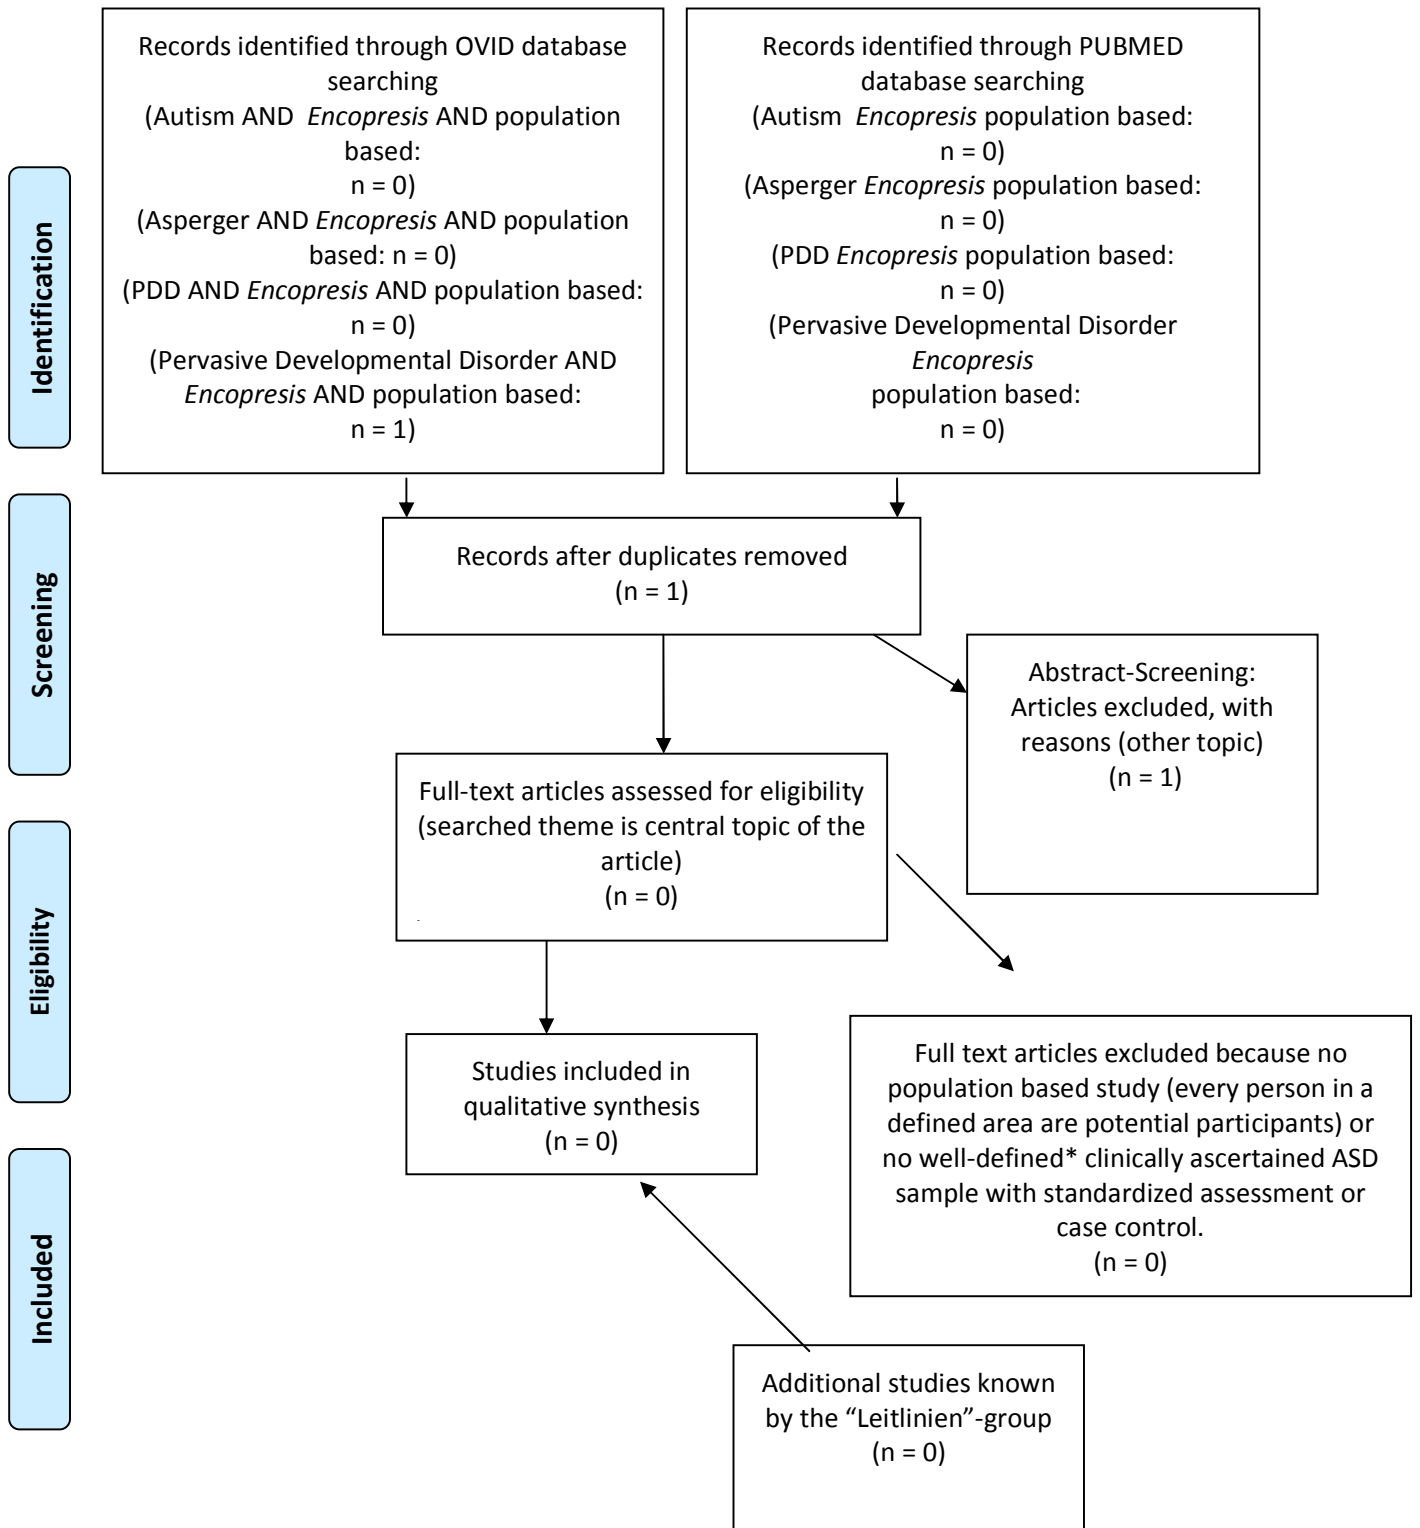 Records identified through OVID database
searching
(Autism AND Encopresis AND population
based:
n = 0)
(Asperger AND Encopresis AND population
based: n = 0)
(PDD AND Encopresis AND population based:
n = 0)
(Pervasive Developmental Disorder AND
Encopresis AND population based:
n = 1)
Records identified through PUBMED
database searching
(Autism Encopresis population based:
n = 0)
(Asperger Encopresis population based:
n = 0)
(PDD Encopresis population based:
n = 0)
(Pervasive Developmental Disorder
Encopresis
population based:
n = 0)
Identification
Records after duplicates removed
(n = 1)
Screening
Abstract-Screening:
Articles excluded, with
reasons (other topic)
(n = 1)
Full-text articles assessed for eligibility
(searched theme is central topic of the
article)
(n = 0)
Eligibility
Full text articles excluded because no
population based study (every person in a
defined area are potential participants) or
no well-defined* clinically ascertained ASD
sample with standardized assessment or
case control.
(n = 0)
Studies included in
qualitative synthesis
(n = 0)
Included
Additional studies known
by the “Leitlinien”-group
(n = 0)